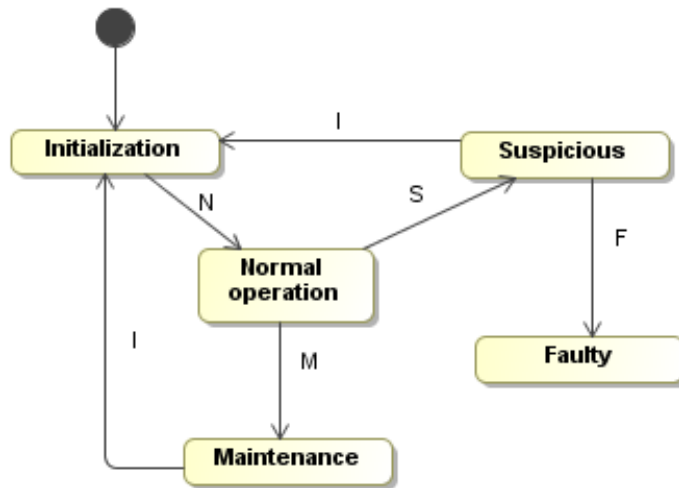 I
Initialization
Suspicious
N
S
F
Normal
operation
I
M
Faulty
Maintenance